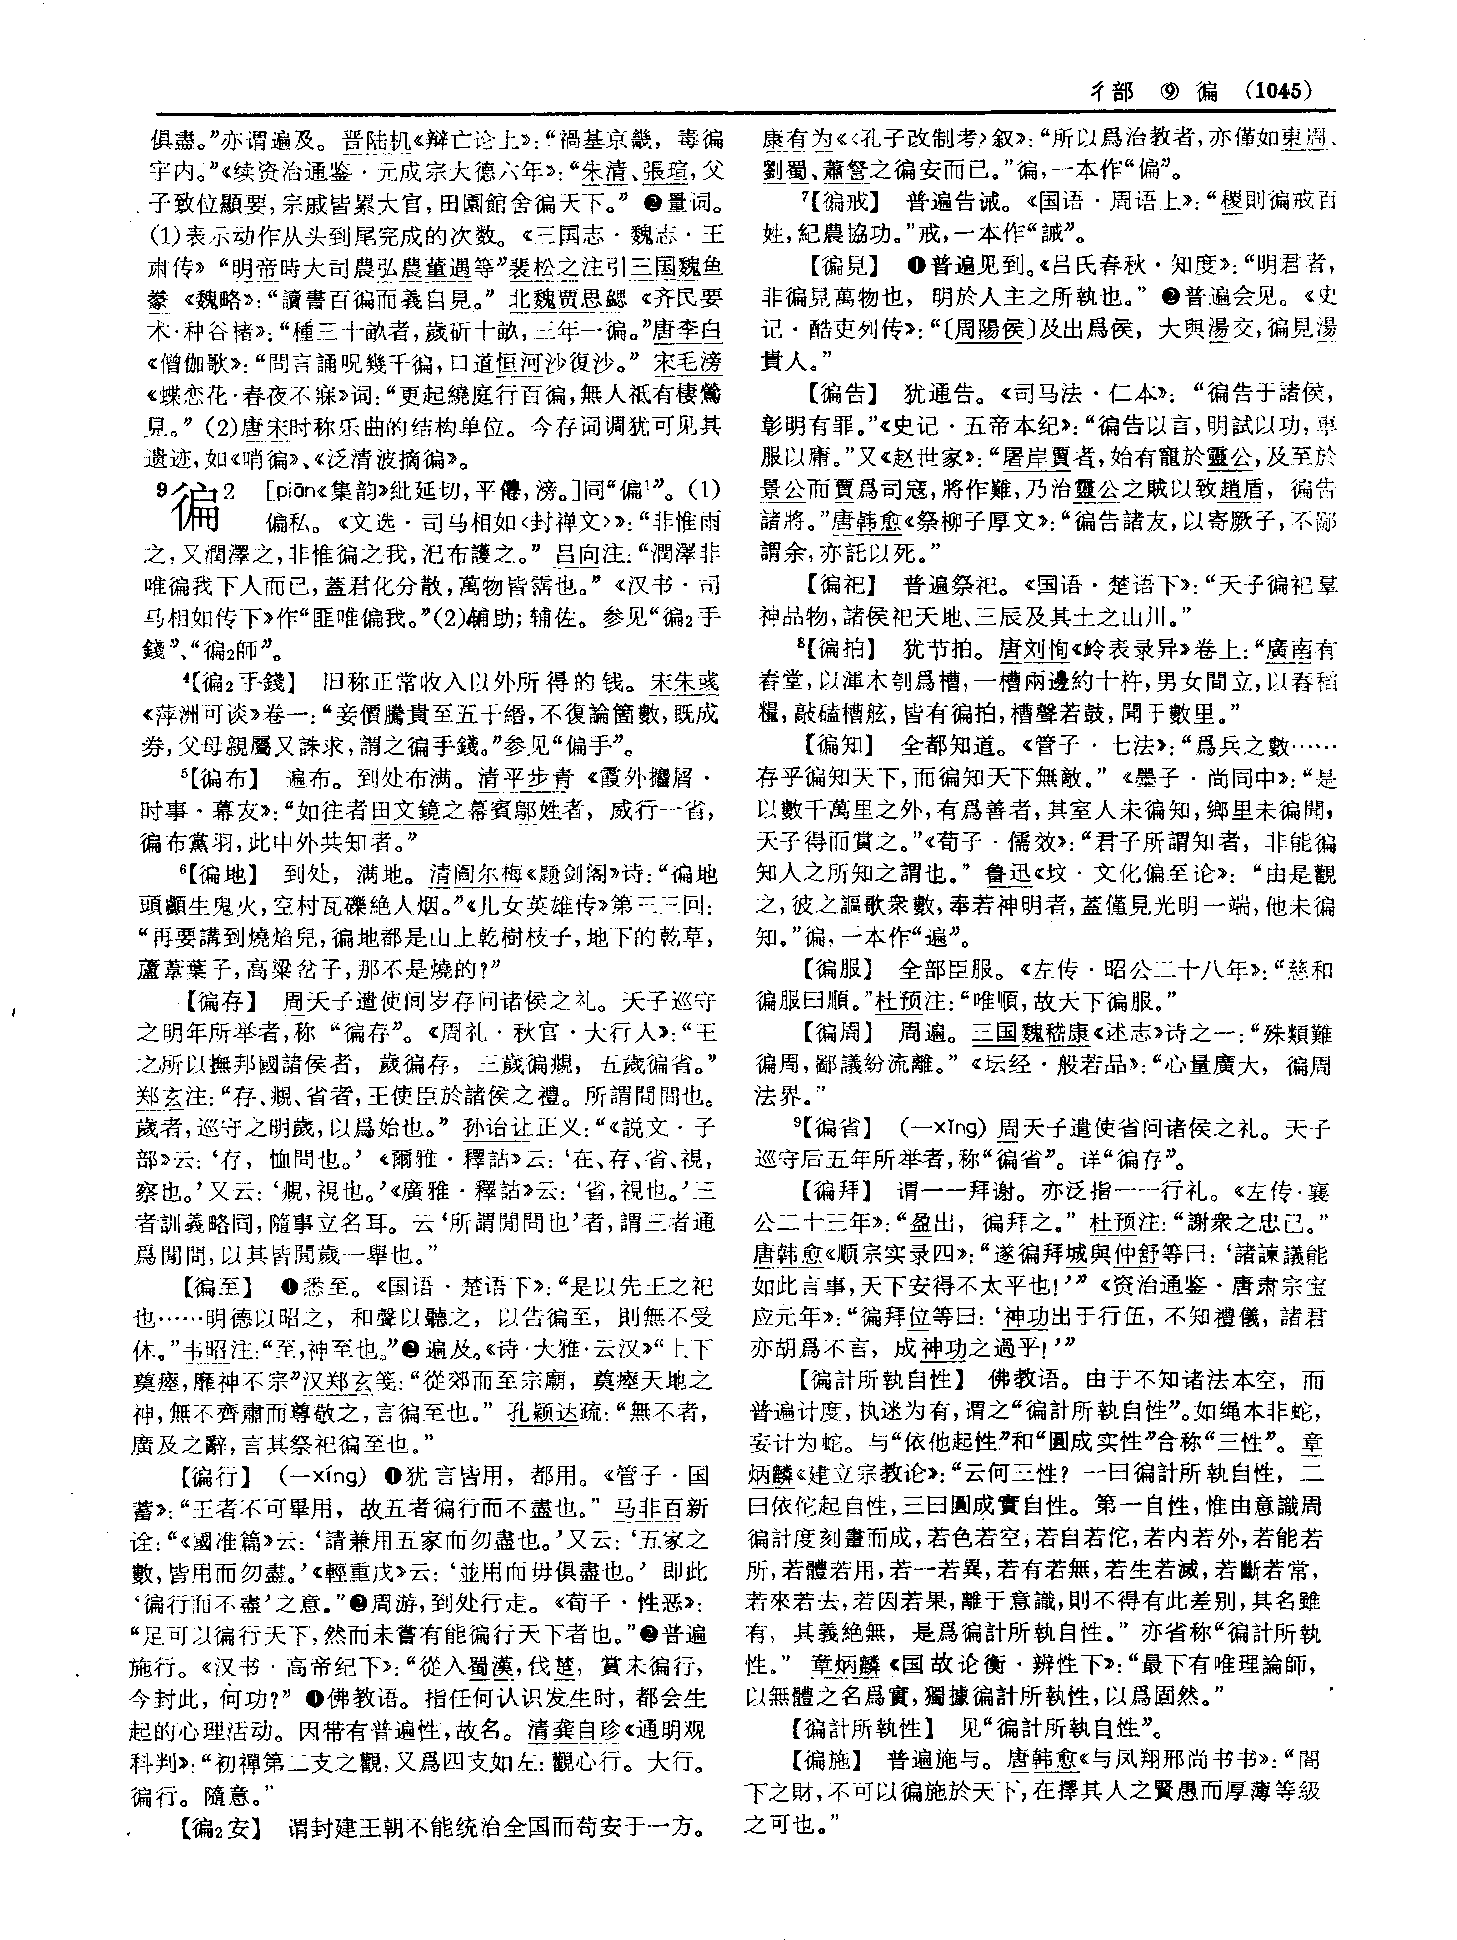 彳部 ⑨ 徧 (1045)
俱盡。”亦谓遍及。晋陆机《辩亡论上》：“禍基京畿，毒徧
宇内。”《续资治通鉴·元成宗大德六年》：“朱清、張瑄，父
子致位顯要，宗戚皆累大官，田園館舍徧天下。” ❷量词。
(1)表示动作从头到尾完成的次数。《三国志·魏志·王
肃传》“明帝時大司農弘農董遇等”裴松之注引三国魏鱼
豢《魏略》：“讀書百徧而義自見。” 北魏贾思勰《齐民要
术·种谷楮》：“種三十畝者，歲斫十畝，三年一徧。”唐李白
《僧伽歌》：“問言誦呪幾千徧，口道恒河沙復沙。” 宋毛滂
《蝶恋花·春夜不寐》词：“更起繞庭行百徧，無人祇有棲鶯
見。” (2)唐宋时称乐曲的结构单位。今存词调犹可见其
遗迹，如《哨徧》、《泛清波摘徧》。
9徧2 [piān《集韵》紕延切，平僊，滂。]同“偏¹”。(1)
偏私。《文选·司马相如〈封禅文〉》：“非惟雨
之，又潤澤之，非惟徧之我，汜布護之。” 吕向注：“潤澤非
唯徧我下人而已，蓋君化分散，萬物皆霑也。”《汉书·司
马相如传下》作“匪唯偏我。”(2)辅助；辅佐。参见“徧₂手
錢”、“徧₂師”。
⁴【徧₂手錢】 旧称正常收入以外所得的钱。宋朱彧
《萍洲可谈》卷一：“妾價騰貴至五千緡，不復論箇數，既成
券，父母親屬又誅求，謂之徧手錢。”参见“偏手”。
⁵【徧布】 遍布。到处布满。清平步青《霞外攟屑·
时事·幕友》：“如往者田文鏡之幕賓鄔姓者，威行一省，
徧布黨羽，此中外共知者。”
⁶【徧地】 到处，满地。清阎尔梅《题剑阁》诗：“徧地
頭顱生鬼火，空村瓦礫絶人烟。”《儿女英雄传》第三三回：
“再要講到燒焰兒，徧地都是山上乾樹枝子，地下的乾草，
蘆葦葉子，高粱岔子，那不是燒的？”
【徧存】 周天子遣使间岁存问诸侯之礼。天子巡守
之明年所举者，称“徧存”。《周礼·秋官·大行人》：“王
之所以撫邦國諸侯者，歲徧存，三歲徧覜，五歲徧省。”
郑玄注：“存、覜、省者，王使臣於諸侯之禮。所謂間問也。
歲者，巡守之明歲，以爲始也。” 孙诒让正义：“《説文·子
部》云：‘存，恤問也。’《爾雅·釋詁》云：‘在、存、省、視，
察也。’又云：‘覜，視也。’《廣雅·釋詁》云：‘省，視也。’三
者訓義略同，隨事立名耳。云‘所謂閒問也’者，謂三者通
爲閒問，以其皆閒歲一舉也。”
【徧至】 ❶悉至。《国语·楚语下》：“是以先王之祀
也……明德以昭之，和聲以聽之，以告徧至，則無不受
休。”韦昭注：“至，神至也。”❷遍及。《诗·大雅·云汉》“上下
奠瘞，靡神不宗”汉郑玄笺：“從郊而至宗廟，奠瘞天地之
神，無不齊肅而尊敬之，言徧至也。” 孔颖达疏：“無不者，
廣及之辭，言其祭祀徧至也。”
【徧行】 (—xíng) ❶犹言皆用，都用。《管子·国
蓄》：“王者不可畢用，故五者徧行而不盡也。” 马非百新
诠：“《國准篇》云：‘請兼用五家而勿盡也。’又云：‘五家之
數，皆用而勿盡。’《輕重戊》云：‘並用而毋俱盡也。’ 即此
‘徧行而不盡’之意。”❷周游，到处行走。《荀子·性恶》：
“足可以徧行天下，然而未嘗有能徧行天下者也。”❸普遍
施行。《汉书·高帝纪下》：“從入蜀漢，伐楚，賞未徧行，
今封此，何功？” ❹佛教语。指任何认识发生时，都会生
起的心理活动。因带有普遍性，故名。清龚自珍《通明观
科判》：“初禪第二支之觀，又爲四支如左：觀心行。大行。
徧行。隨意。”
【徧₂安】 谓封建王朝不能统治全国而苟安于一方。
康有为《〈孔子改制考〉叙》：“所以爲治教者，亦僅如東周、
劉蜀、蕭詧之徧安而已。”徧，一本作“偏”。
⁷【徧戒】 普遍告诫。《国语·周语上》：“稷則徧戒百
姓，紀農協功。”戒，一本作“誡”。
【徧見】 ❶普遍见到。《吕氏春秋·知度》：“明君者，
非徧見萬物也，明於人主之所執也。” ❷普遍会见。《史
记·酷吏列传》：“〔周陽侯〕及出爲侯，大與湯交，徧見湯
貴人。”
【徧告】 犹通告。《司马法·仁本》：“徧告于諸侯，
彰明有罪。”《史记·五帝本纪》：“徧告以言，明試以功，車
服以庸。”又《赵世家》：“屠岸賈者，始有寵於靈公，及至於
景公而賈爲司寇，將作難，乃治靈公之賊以致趙盾，徧告
諸將。”唐韩愈《祭柳子厚文》：“徧告諸友，以寄厥子，不鄙
謂余，亦託以死。”
【徧祀】 普遍祭祀。《国语·楚语下》：“天子徧祀羣
神品物，諸侯祀天地、三辰及其土之山川。”
⁸【徧拍】 犹节拍。唐刘恂《岭表录异》卷上：“廣南有
舂堂，以渾木刳爲槽，一槽兩邊約十杵，男女間立，以舂稻
糧，敲磕槽舷，皆有徧拍，槽聲若鼓，聞于數里。”
【徧知】 全都知道。《管子·七法》：“爲兵之數……
存乎徧知天下，而徧知天下無敵。”《墨子·尚同中》：“是
以數千萬里之外，有爲善者，其室人未徧知，鄉里未徧聞，
天子得而賞之。”《荀子·儒效》：“君子所謂知者，非能徧
知人之所知之謂也。” 鲁迅《坟·文化偏至论》：“由是觀
之，彼之謳歌衆數，奉若神明者，蓋僅見光明一端，他未徧
知。”徧，一本作“遍”。
【徧服】 全部臣服。《左传·昭公二十八年》：“慈和
徧服曰順。”杜预注：“唯順，故天下徧服。”
【徧周】 周遍。三国魏嵇康《述志》诗之一：“殊類難
徧周，鄙議紛流離。”《坛经·般若品》：“心量廣大，徧周
法界。”
⁹【徧省】 (—xǐng) 周天子遣使省问诸侯之礼。天子
巡守后五年所举者，称“徧省”。详“徧存”。
【徧拜】 谓一一拜谢。亦泛指一一行礼。《左传·襄
公二十三年》：“盈出，徧拜之。” 杜预注：“謝衆之忠己。”
唐韩愈《顺宗实录四》：“遂徧拜城與仲舒等曰：‘諸諫議能
如此言事，天下安得不太平也！’”《资治通鉴·唐肃宗宝
应元年》：“徧拜位等曰：‘神功出于行伍，不知禮儀，諸君
亦胡爲不言，成神功之過乎！’”
【徧計所執自性】 佛教语。由于不知诸法本空，而
普遍计度，执迷为有，谓之“徧計所執自性”。如绳本非蛇，
妄计为蛇。与“依他起性”和“圓成实性”合称“三性”。章
炳麟《建立宗教论》：“云何三性？一曰徧計所執自性，二
曰依佗起自性，三曰圓成實自性。第一自性，惟由意識周
徧計度刻畫而成，若色若空，若自若佗，若内若外，若能若
所，若體若用，若一若異，若有若無，若生若滅，若斷若常，
若來若去，若因若果，離于意識，則不得有此差别，其名雖
有，其義絶無，是爲徧計所執自性。” 亦省称“徧計所執
性。” 章炳麟《国故论衡·辨性下》：“最下有唯理論師，
以無體之名爲實，獨據徧計所執性，以爲固然。”
【徧計所執性】 见“徧計所執自性”。
【徧施】 普遍施与。唐韩愈《与凤翔邢尚书书》：“閣
下之財，不可以徧施於天下，在擇其人之賢愚而厚薄等級
之可也。”